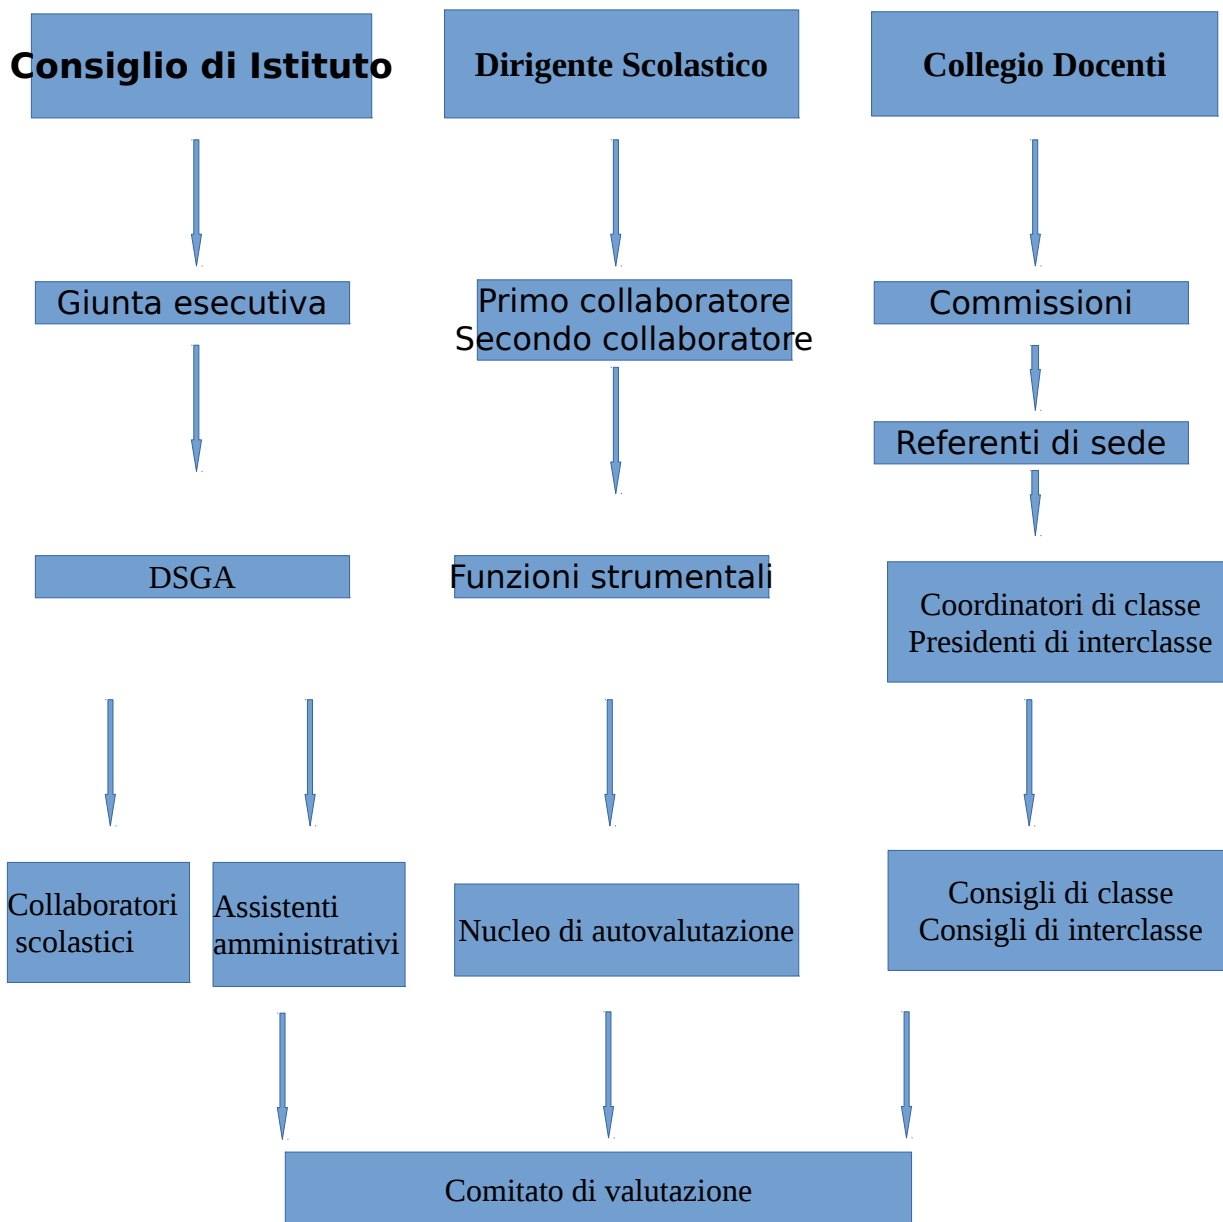 Consiglio di Istituto
Dirigente Scolastico
Collegio Docenti
Giunta esecutiva
Primo collaboratore
Secondo collaboratore
Commissioni
Referenti di sede
DSGA
Funzioni strumentali
Coordinatori di classe
Presidenti di interclasse
Collaboratori
scolastici
Assistenti
amministrativi
Nucleo di autovalutazione
Consigli di classe
Consigli di interclasse
Comitato di valutazione